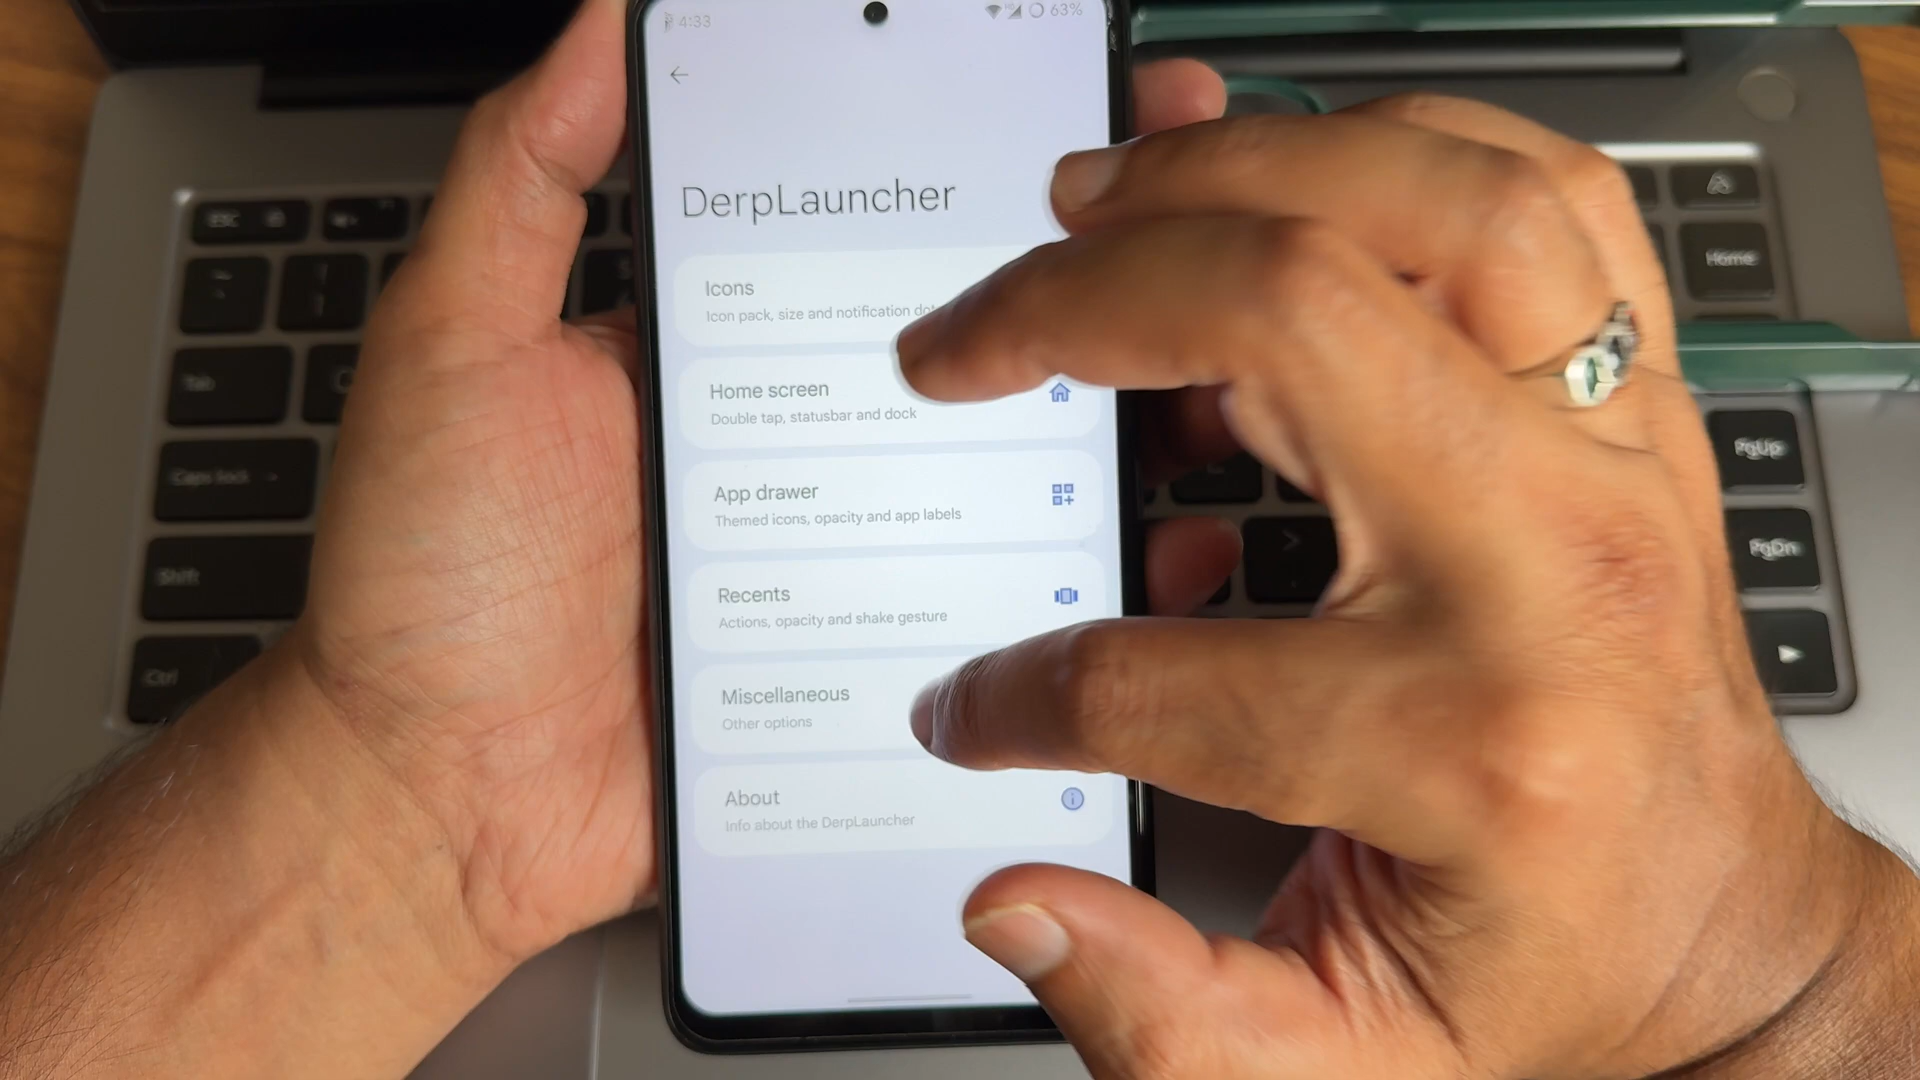 4:33
63%
DerpLauncher
Icons
Icon pack, size and notification
Home screen
Double tap, statusbar and dock
App drawer
Themed icons, opacity and app labels
Recents
Actions, opacity and shake gesture
Miscellaneous
Other options
About
Info about the DerpLauncher
ESC
Tab
Caps lock
Shift
Ctrl
Home
PgUp
PgDn